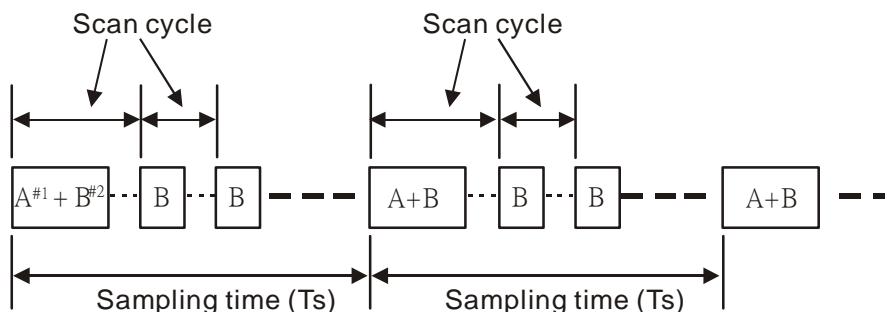 Scan cycle Scan cycle
A#1 + B#2 B B A+B B B A+B
Sampling time (Ts) Sampling time (Ts)